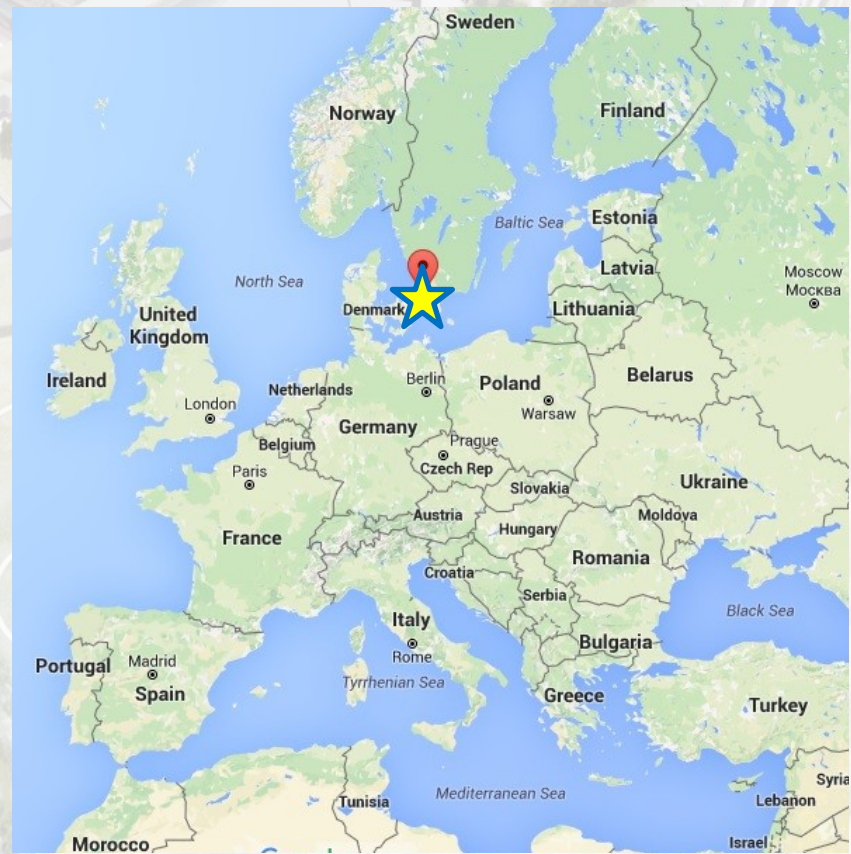 Sweden
Norway
Finland
Baltic Sea
Estonia
North Sea
Latvia
Moscow
Москва
Denmark
Lithuania
United
Kingdom
Ireland
Netherlands
Berlin
Poland
Belarus
London
Warsaw
Germany
Belgium
Prague
Paris
Czech Rep
Ukraine
Slovakia
Austria
Moldova
France
Hungary
Romania
Croatia
Serbia
Black Sea
Italy
Bulgaria
Rome
Portugal
Madrid
Spain
Tyrrhenian Sea
Greece
Turkey
Syria
Tunisia
Mediterranean Sea
Lebanon
Morocco
Israel